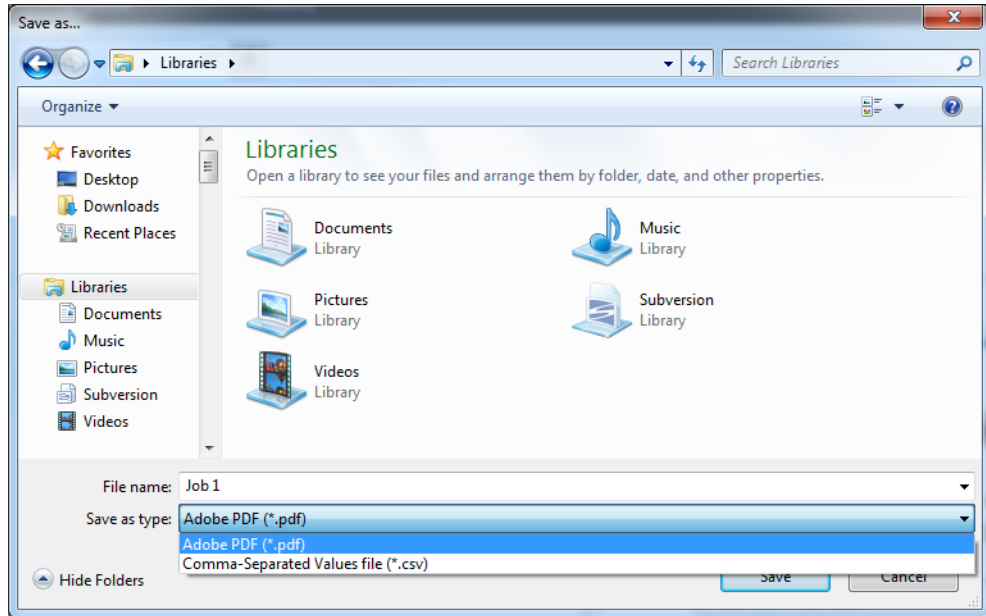 Save as...
Libraries
Search Libraries
Organize
Favorites
Desktop
Downloads
Recent Places
Libraries
Documents
Music
Pictures
Subversion
Videos
Libraries
Open a library to see your files and arrange them by folder, date, and other properties.
Documents
Library
Music
Library
Pictures
Library
Subversion
Library
Videos
Library
File name: Job 1
Save as type: Adobe PDF (*.pdf)
Adobe PDF (*.pdf)
Comma-Separated Values file (*.csv)
Hide Folders
Save
Cancel